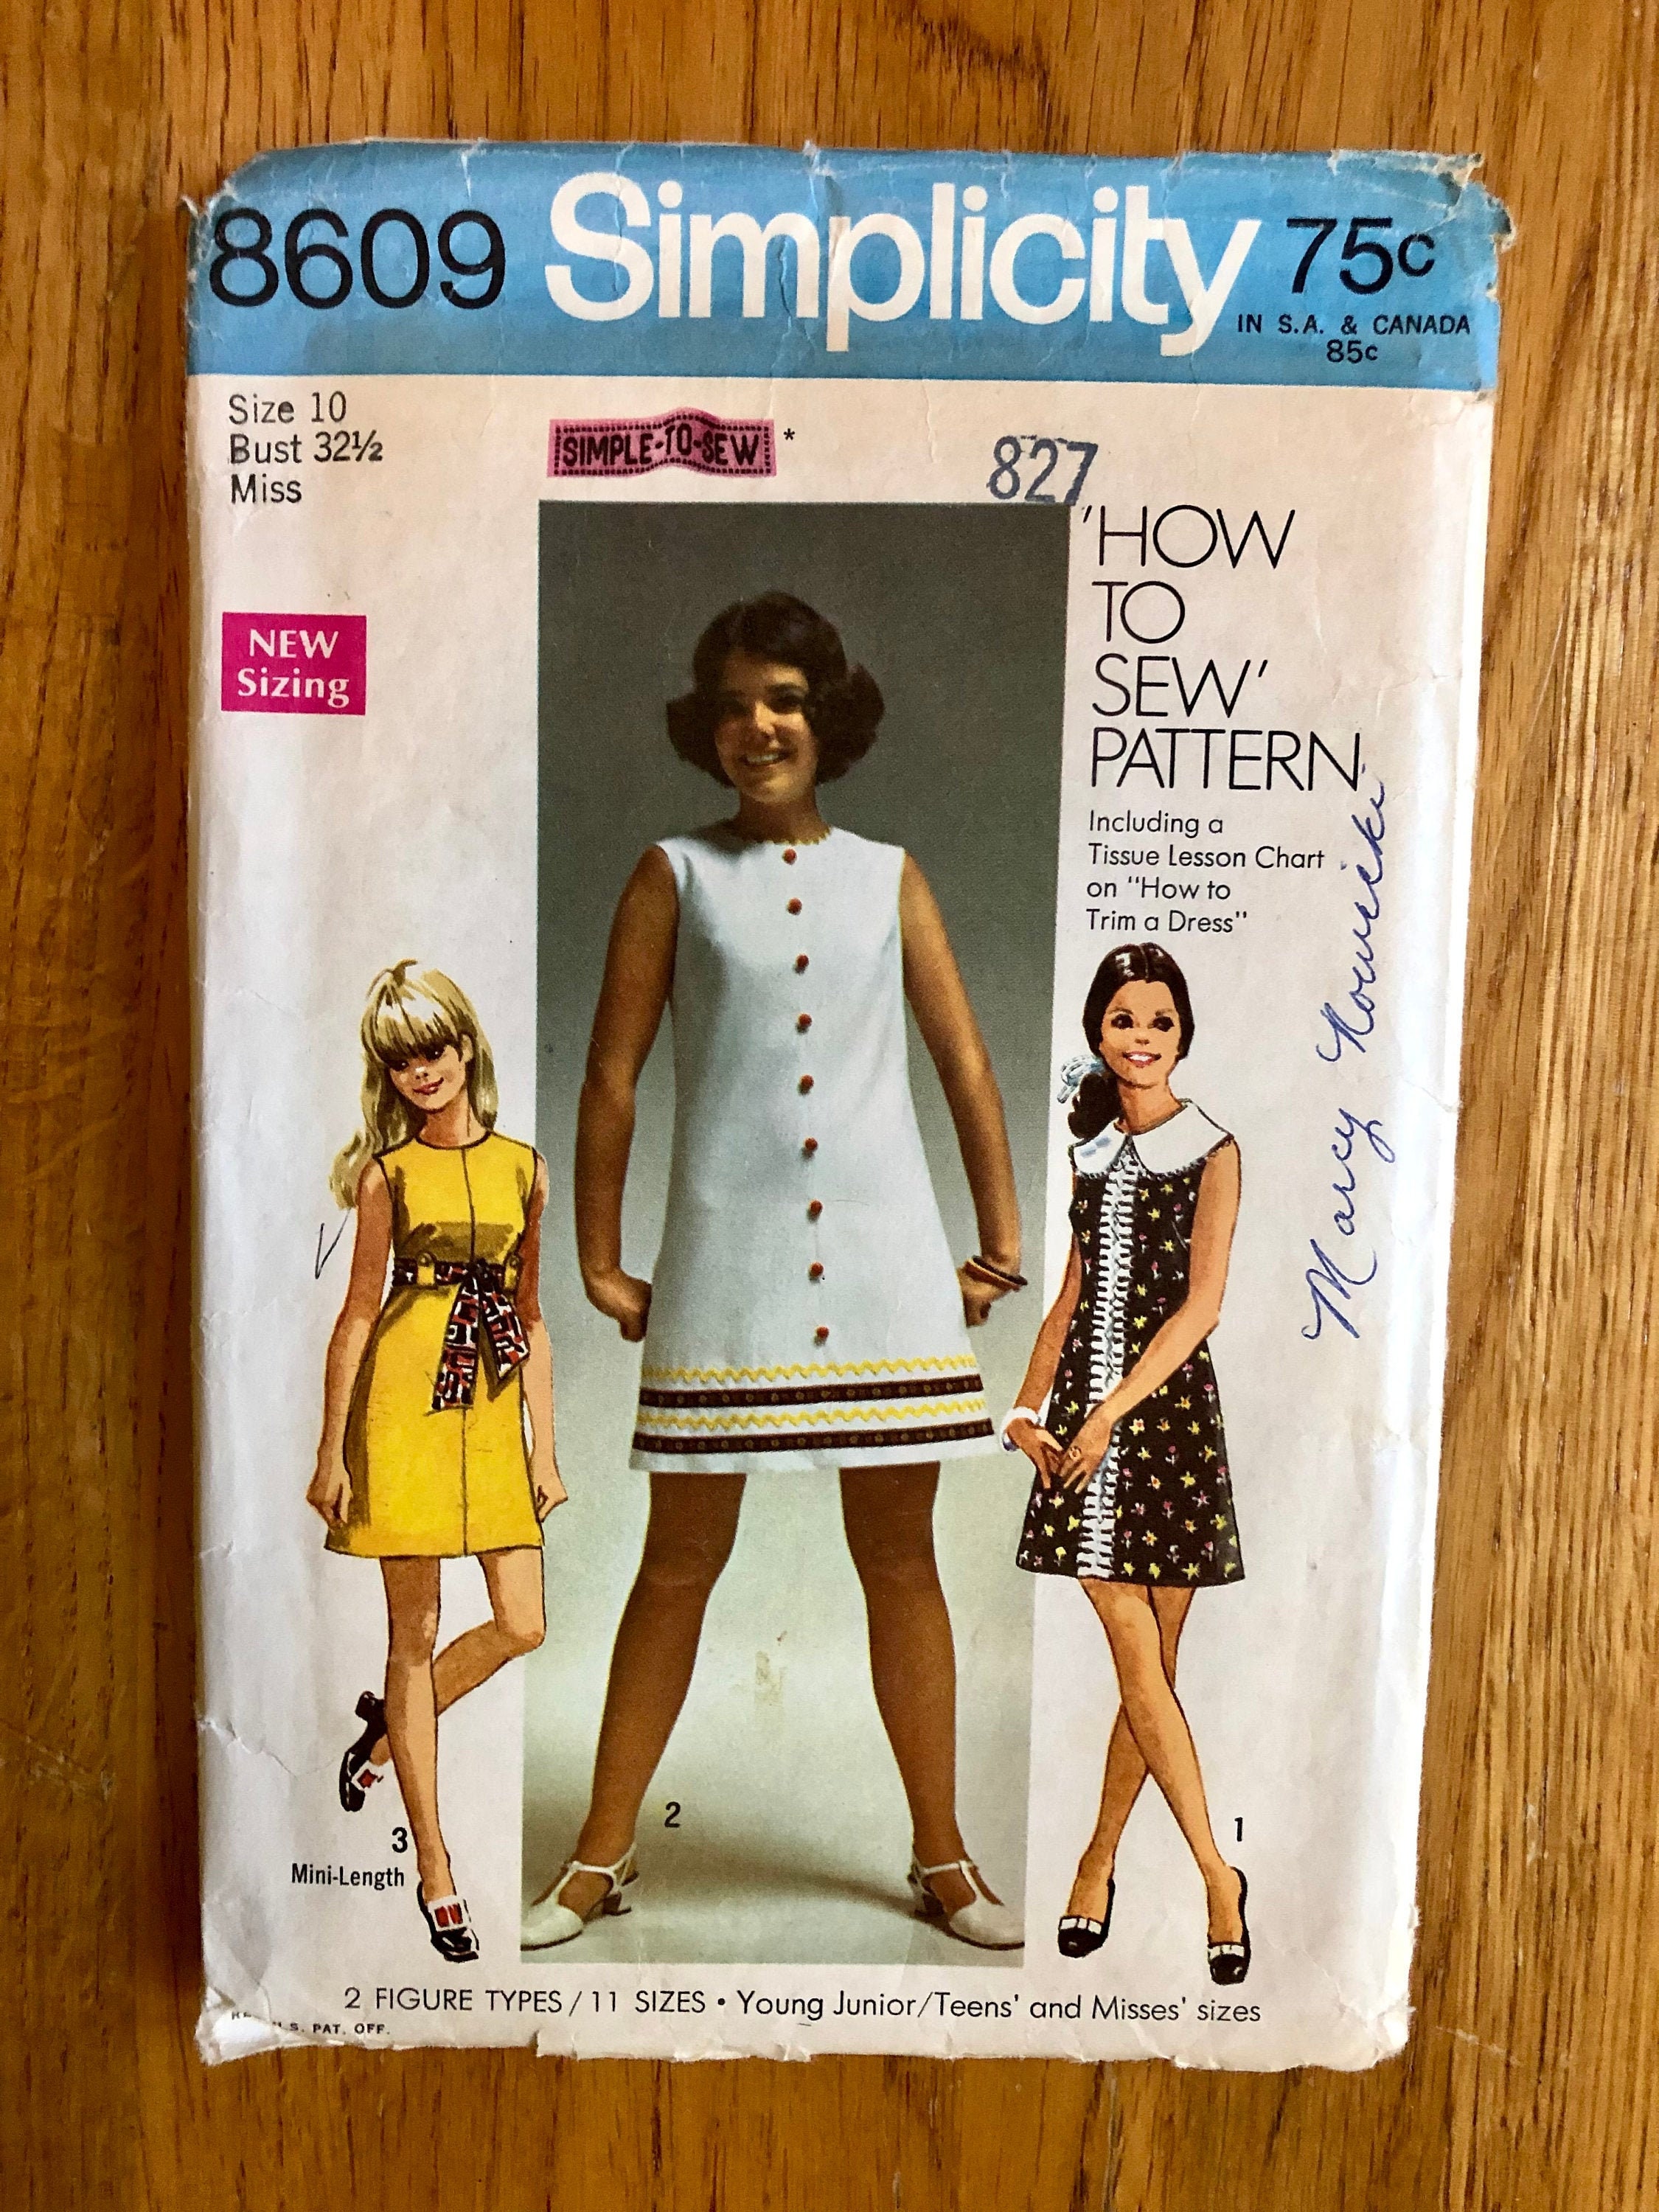 8609 Simplicity 75c
IN S.A. & CANADA
85c
Size 10
Bust 32½
Miss
SIMPLE-TO-SEW *
827
NEW
Sizing
'HOW
TO
SEW'
PATTERN
Including a
Tissue Lesson Chart
on "How to
Trim a Dress"
Marcy Nowicki
3
Mini-Length
2
1
2 FIGURE TYPES / 11 SIZES • Young Junior/Teens' and Misses' sizes
S. PAT. OFF.